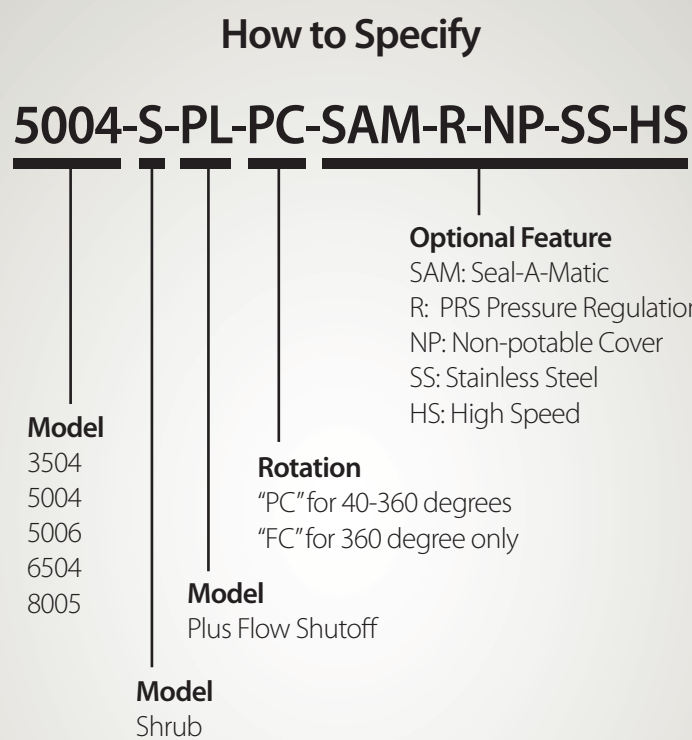 How to Specify
5004-S-PL-PC-SAM-R-NP-SS-HS
Optional Feature
SAM: Seal-A-Matic
R: PRS Pressure Regulation
NP: Non-potable Cover
SS: Stainless Steel
HS: High Speed
Model
3504
5004
5006
6504
8005
Rotation
“PC” for 40-360 degrees
“FC” for 360 degree only
Model
Plus Flow Shutoff
Model
Shrub